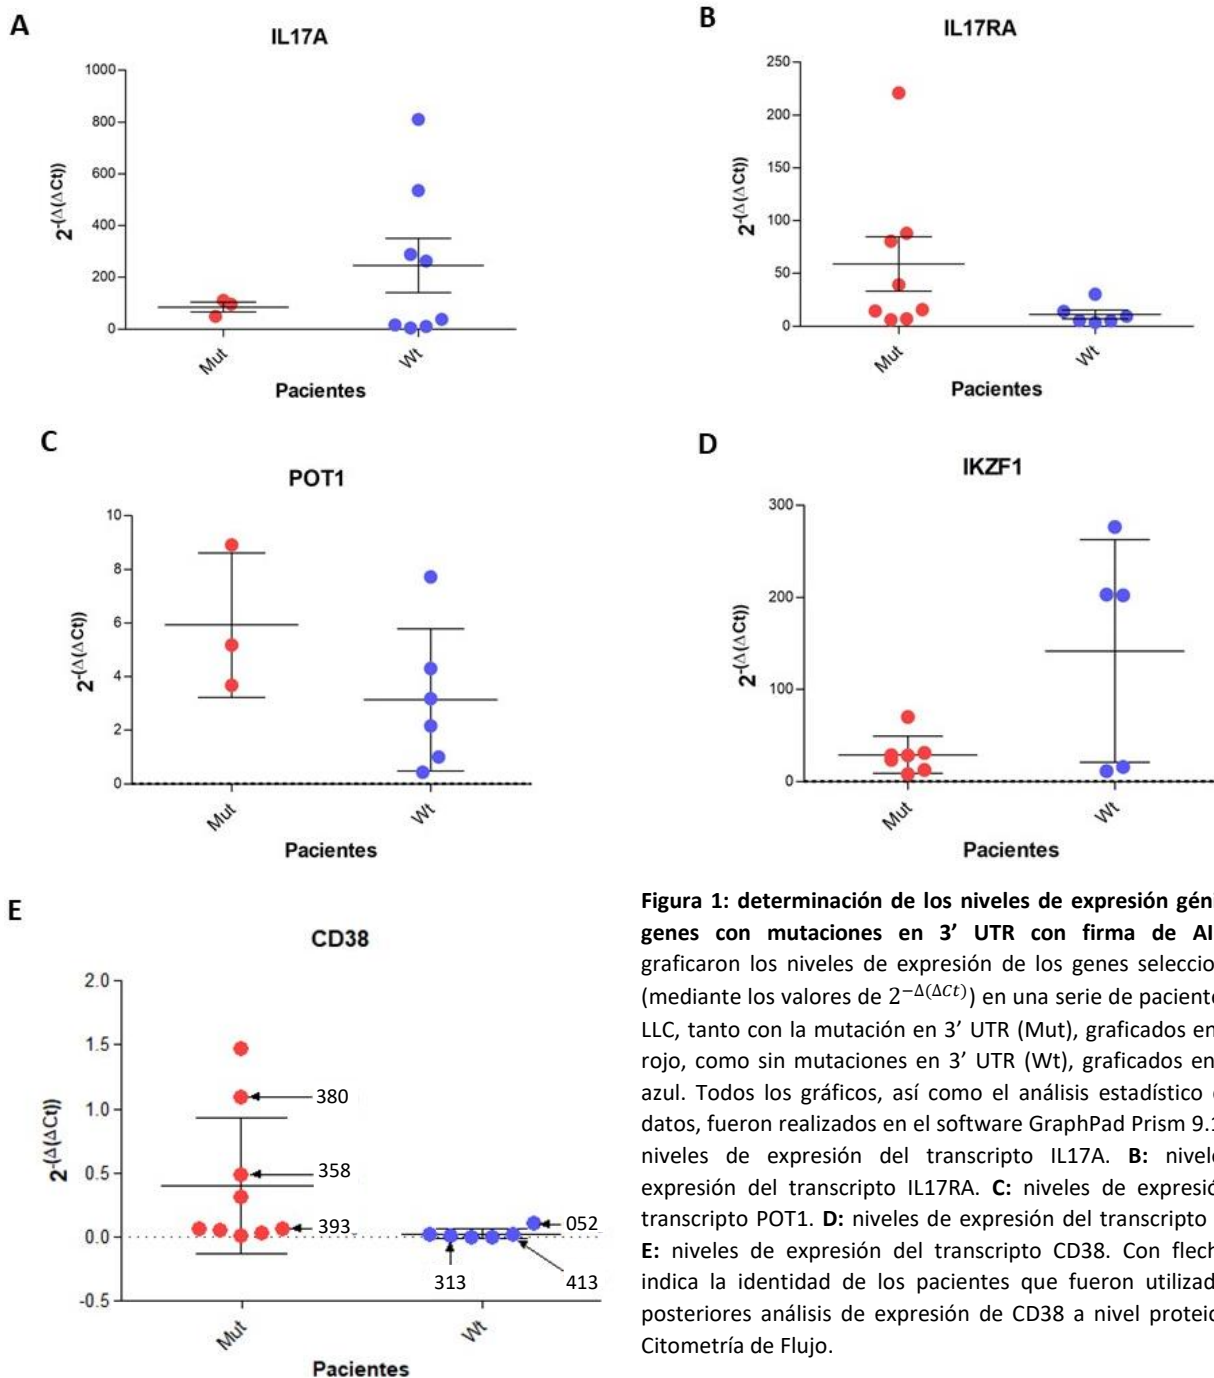 A
IL17A
1000
800
600
400
200
0
2^-(Δ(ΔCt))
Mut
Wt
Pacientes
B
IL17RA
250
200
150
100
50
0
2^-(Δ(ΔCt))
Mut
Wt
Pacientes
C
POT1
10
8
6
4
2
0
2^-(Δ(ΔCt))
Mut
Wt
Pacientes
D
IKZF1
300
200
100
0
2^-(Δ(ΔCt))
Mut
Wt
Pacientes
E
CD38
2.0
1.5
1.0
0.5
0.0
-0.5
2^-(Δ(ΔCt))
380
358
393
052
313
413
Mut
Wt
Pacientes
Figura 1: determinación de los niveles de expresión
genes con mutaciones en 3’ UTR con firma de
graficaron los niveles de expresión de los genes
(mediante los valores de 2^−Δ(ΔCt)) en una serie de
LLC, tanto con la mutación en 3’ UTR (Mut), graficados en
rojo, como sin mutaciones en 3’ UTR (Wt), graficados en
azul. Todos los gráficos, así como el análisis estadístico
datos, fueron realizados en el software GraphPad Prism
niveles de expresión del transcripto IL17A. B:
expresión del transcripto IL17RA. C: niveles de
transcripto POT1. D: niveles de expresión del transcripto
E: niveles de expresión del transcripto CD38. Con
indica la identidad de los pacientes que fueron
posteriores análisis de expresión de CD38 a nivel
Citometría de Flujo.